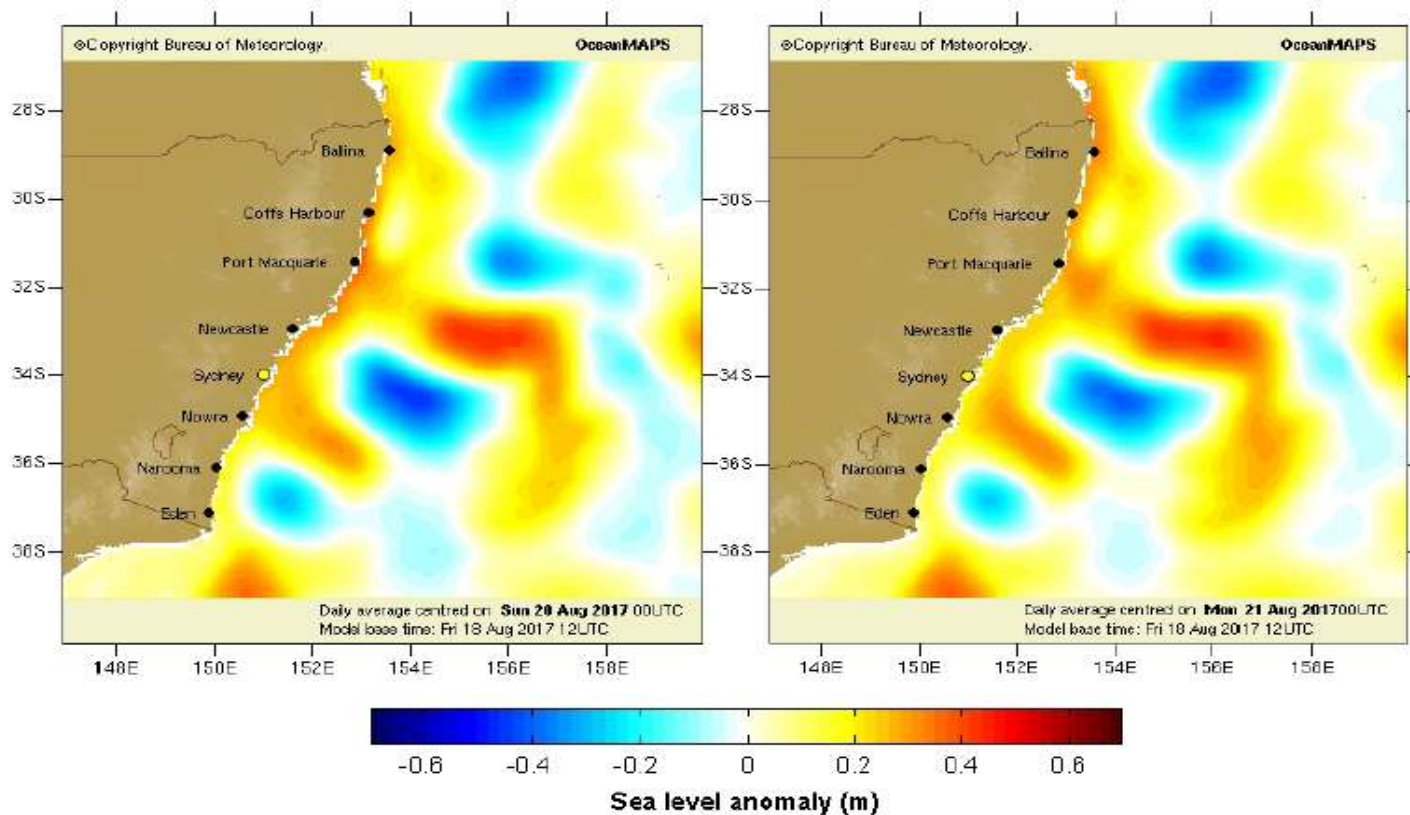 ©Copyright Bureau of Meteorology. OceanMAPS
28S
30S
32S
34S
36S
38S
Ballina
Coffs Harbour
Port Macquarie
Newcastle
Sydney
Nowra
Narooma
Eden
Daily average centred on Sun 20 Aug 2017 00UTC
Model base time: Fri 18 Aug 2017 12UTC
148E 150E 152E 154E 156E 158E
©Copyright Bureau of Meteorology. OceanMAPS
28S
30S
32S
34S
36S
38S
Ballina
Coffs Harbour
Port Macquarie
Newcastle
Sydney
Nowra
Narooma
Eden
Daily average centred on Mon 21 Aug 201700UTC
Model base time: Fri 18 Aug 2017 12UTC
148E 150E 152E 154E 156E 158E
-0.6 -0.4 -0.2 0 0.2 0.4 0.6
Sea level anomaly (m)